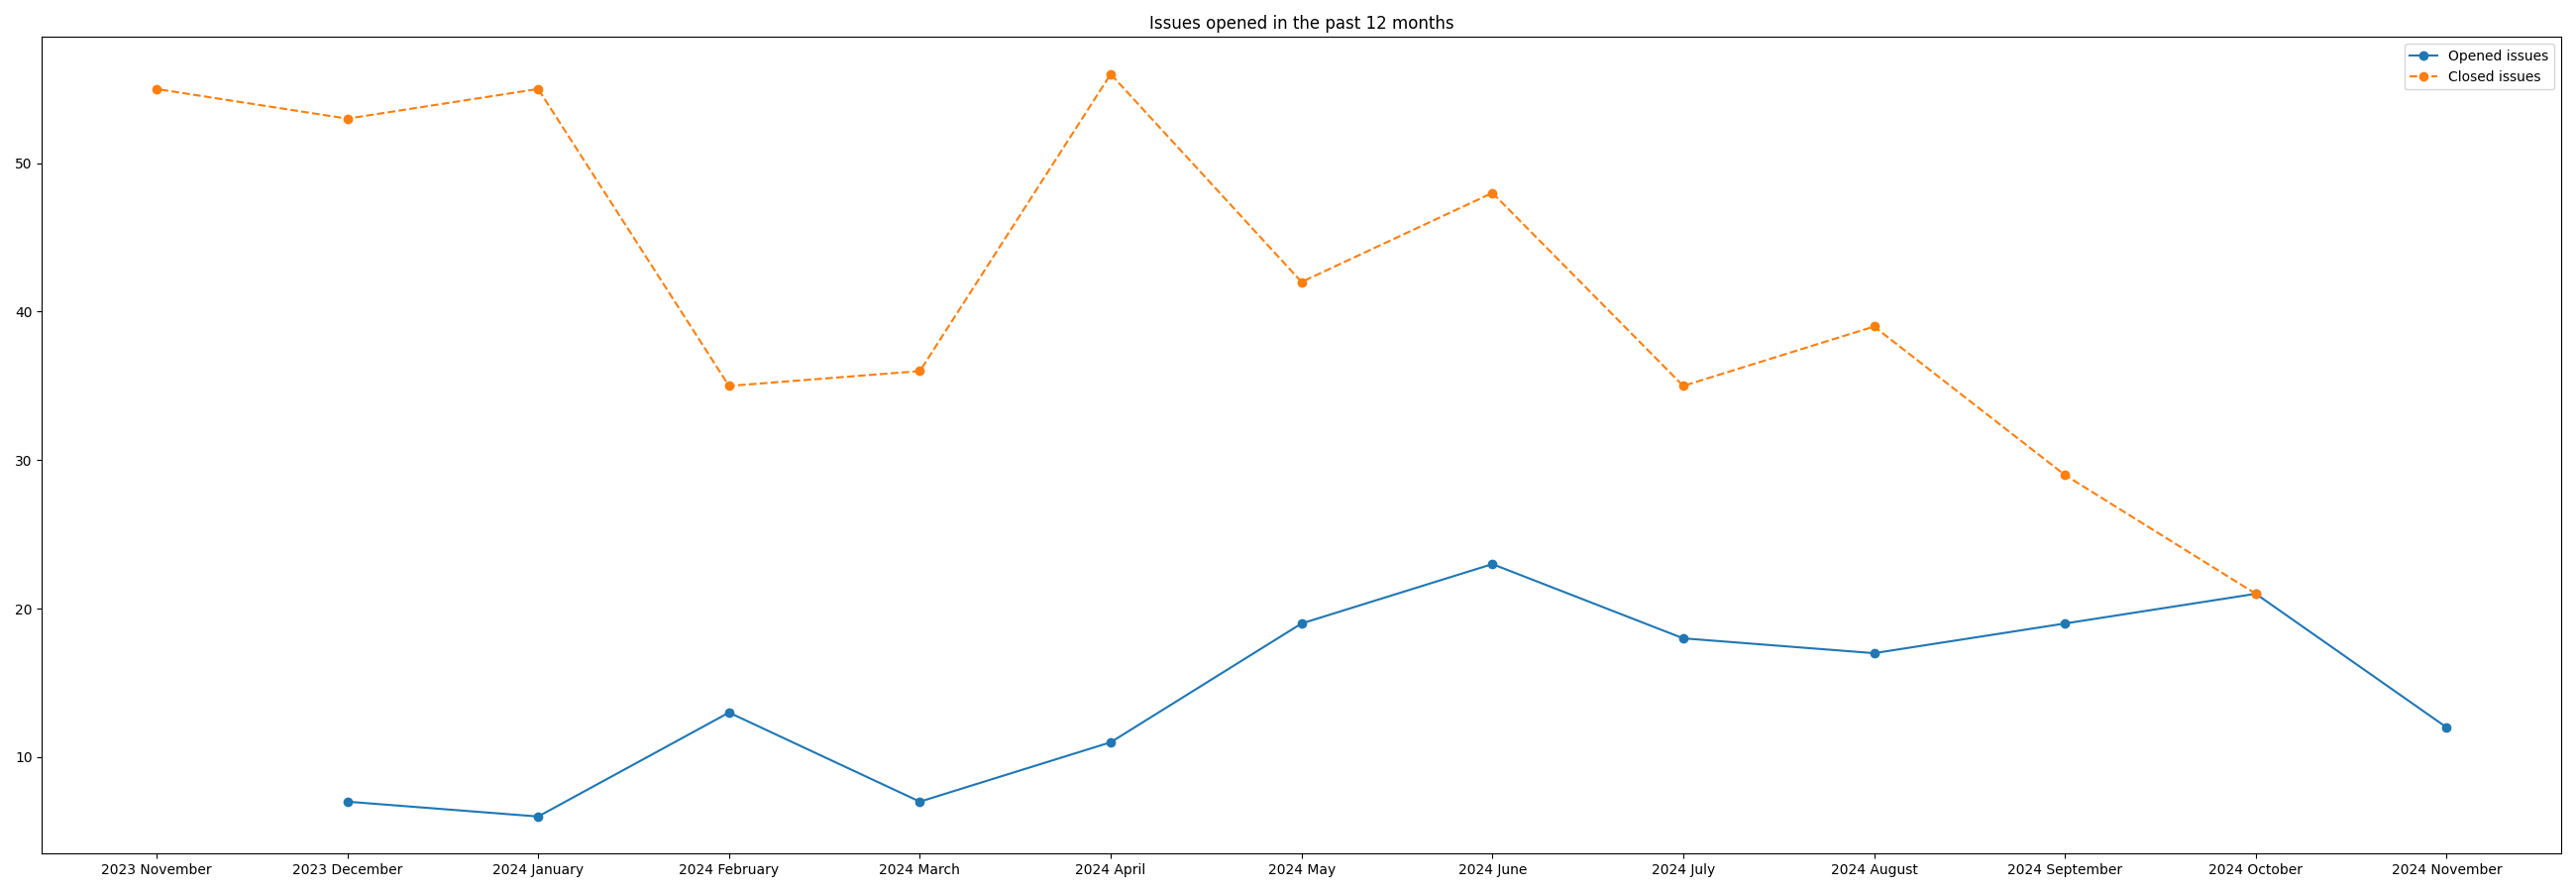 Issues opened in the past 12 months
Opened issues
Closed issues
50
40
30
20
10
2023 November 2023 December 2024 January 2024 February 2024 March 2024 April 2024 May 2024 June 2024 July 2024 August 2024 September 2024 October 2024 November